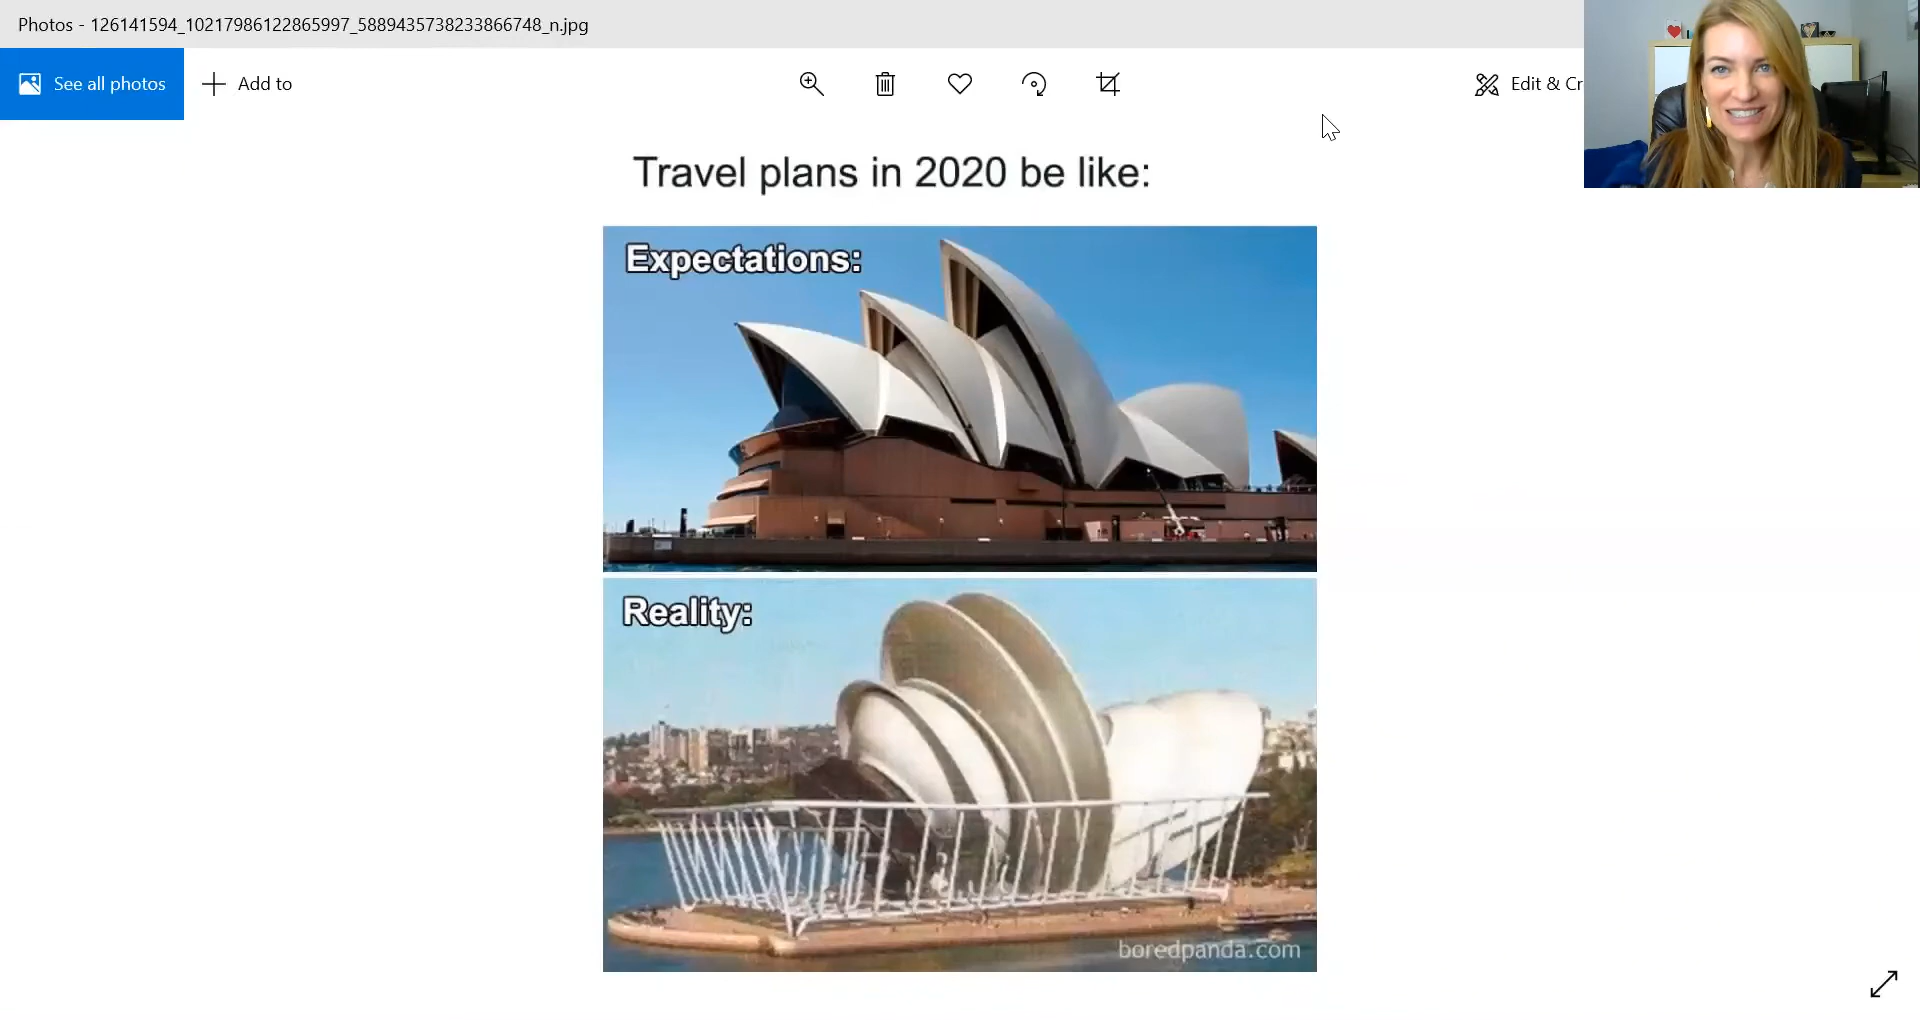 Photos - 126141594_10217986122865997_5889435738233866748_n.jpg
See all photos
Add to
Edit & Cr
Travel plans in 2020 be like:
Expectations:
Reality:
boredpanda.com